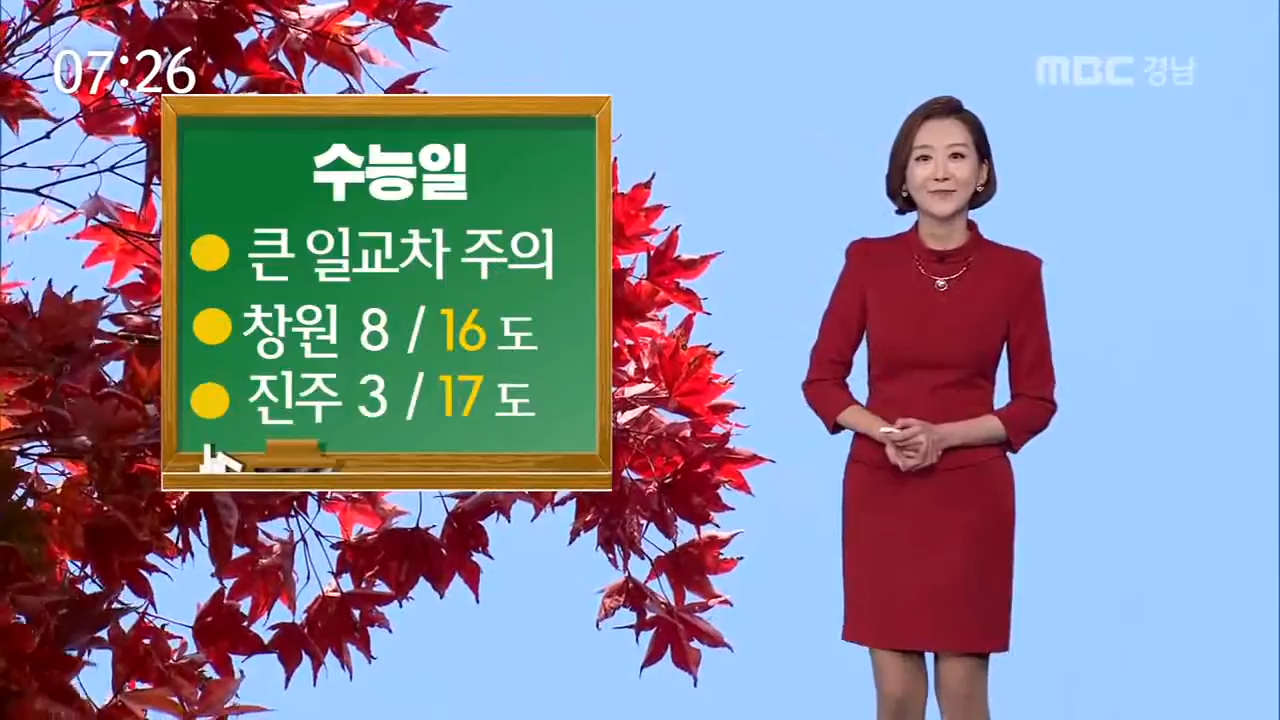 07:26
MBC 경남
수능일
큰 일교차 주의
창원 8 / 16 도
진주 3 / 17 도